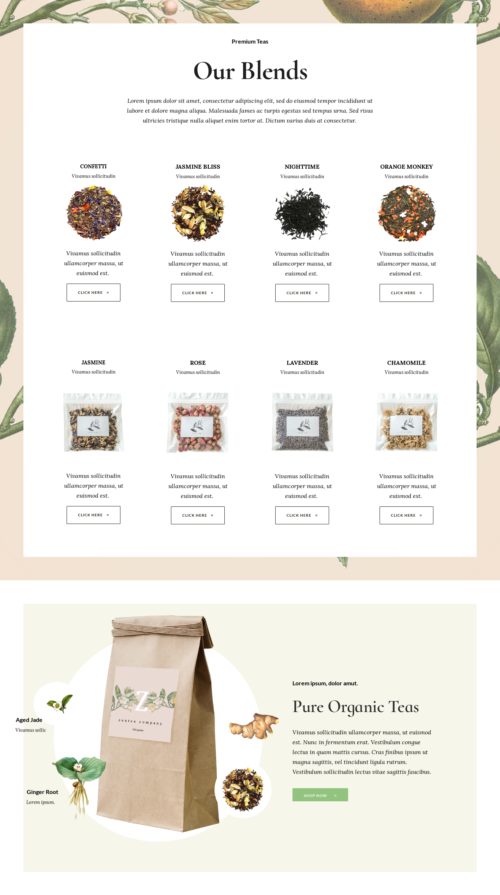 Premium Teas
Our Blends
Lorem ipsum dolor sit amet, consectetur adipiscing elit, sed do eiusmod tempor incididunt ut
labore et dolore magna aliqua. Malesuada fames ac turpis egestas sed tempus urna. Sed risus
ultricies tristique nulla aliquet enim tortor at. Dictum varius duis at consectetur.
CONFETTI
Vivamus sollicitudin
JASMINE BLISS
Vivamus sollicitudin
NIGHTTIME
Vivamus sollicitudin
ORANGE MONKEY
Vivamus sollicitudin
Vivamus sollicitudin
ullamcorper massa, ut
euismod est.
CLICK HERE >
Vivamus sollicitudin
ullamcorper massa, ut
euismod est.
CLICK HERE >
Vivamus sollicitudin
ullamcorper massa, ut
euismod est.
CLICK HERE >
Vivamus sollicitudin
ullamcorper massa, ut
euismod est.
CLICK HERE >
JASMINE
Vivamus sollicitudin
ROSE
Vivamus sollicitudin
LAVENDER
Vivamus sollicitudin
CHAMOMILE
Vivamus sollicitudin
Vivamus sollicitudin
ullamcorper massa, ut
euismod est.
CLICK HERE >
Vivamus sollicitudin
ullamcorper massa, ut
euismod est.
CLICK HERE >
Vivamus sollicitudin
ullamcorper massa, ut
euismod est.
CLICK HERE >
Vivamus sollicitudin
ullamcorper massa, ut
euismod est.
CLICK HERE >
Z
company
Aged Jade
Vivamus sollic
Ginger Root
Lorem ipsum,
Lorem ipsum, dolor amut.
Pure Organic Teas
Vivamus sollicitudin ullamcorper massa, ut euismod
est. Nunc in fermentum erat. Vestibulum congue
lectus in quam mattis cursus. Cras finibus ipsum ut
magna sagittis, vel tincidunt ligula rutrum.
Vestibulum sollicitudin lectus vitae sagittis faucibus.
SHOP NOW >